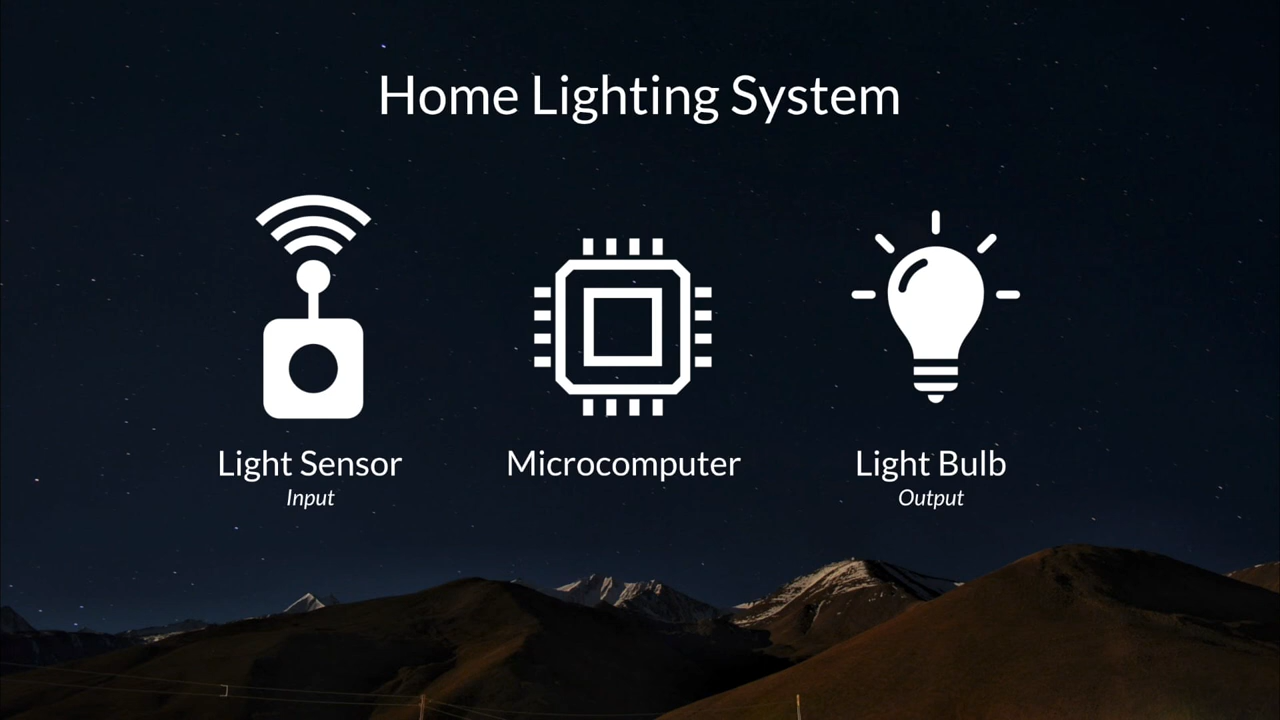 Home Lighting System
Light Sensor
Input
Microcomputer
Light Bulb
Output